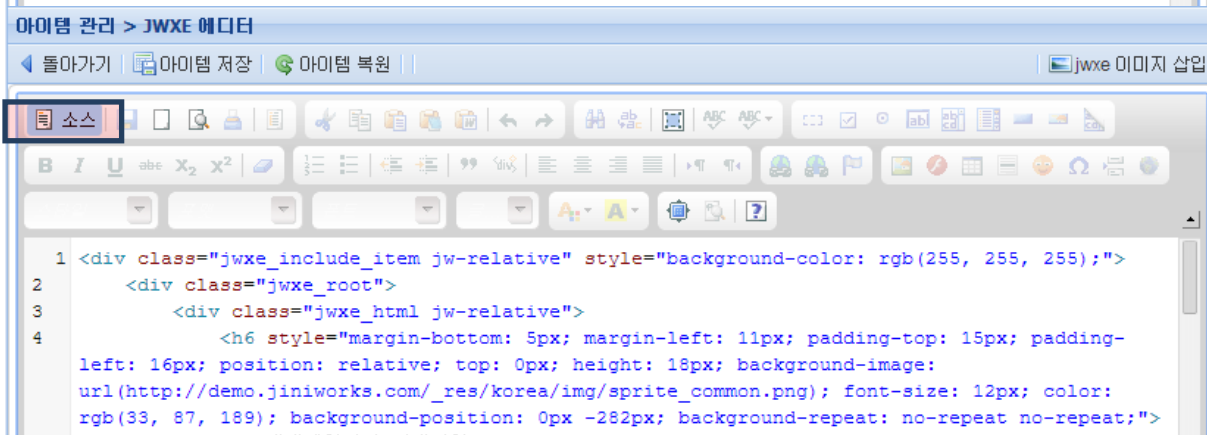 아이템 관리 > JWXE 에디터
돌아가기 아이템 저장 아이템 복원 jwxe 이미지 삽입
소스
B I U abc X₂ X²
1 <div class="jwxe_include_item jw-relative" style="background-color: rgb(255, 255, 255);">
2 <div class="jwxe_root">
3 <div class="jwxe_html jw-relative">
4 <h6 style="margin-bottom: 5px; margin-left: 11px; padding-top: 15px; padding-
left: 16px; position: relative; top: 0px; height: 18px; background-image:
url(http://demo.jiniworks.com/_res/korea/img/sprite_common.png); font-size: 12px; color:
rgb(33, 87, 189); background-position: 0px -282px; background-repeat: no-repeat no-repeat;">